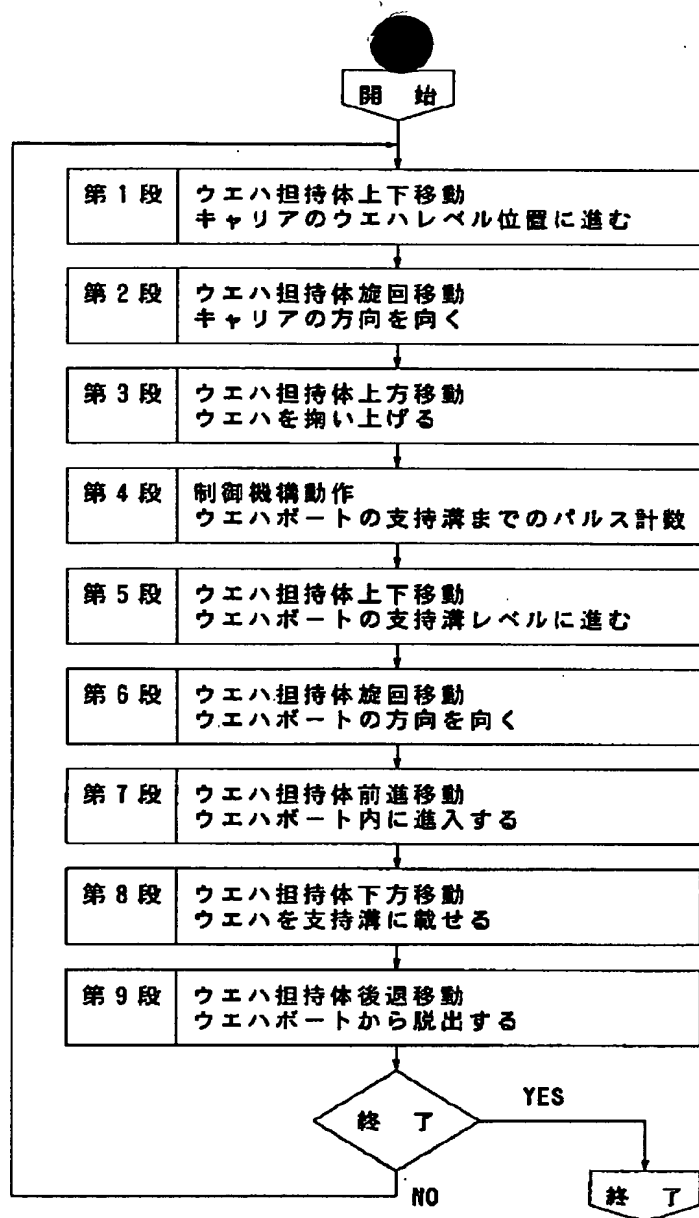 開 始
第1段 ウエハ担持体上下移動
キャリアのウエハレベル位置に進む
第2段 ウエハ担持体旋回移動
キャリアの方向を向く
第3段 ウエハ担持体上方移動
ウエハを掬い上げる
第4段 制御機構動作
ウエハボートの支持溝までのパルス計数
第5段 ウエハ担持体上下移動
ウエハボートの支持溝レベルに進む
第6段 ウエハ担持体旋回移動
ウエハボートの方向を向く
第7段 ウエハ担持体前進移動
ウエハボート内に進入する
第8段 ウエハ担持体下方移動
ウエハを支持溝に載せる
第9段 ウエハ担持体後退移動
ウエハボートから脱出する
終 了
YES
NO
終 了